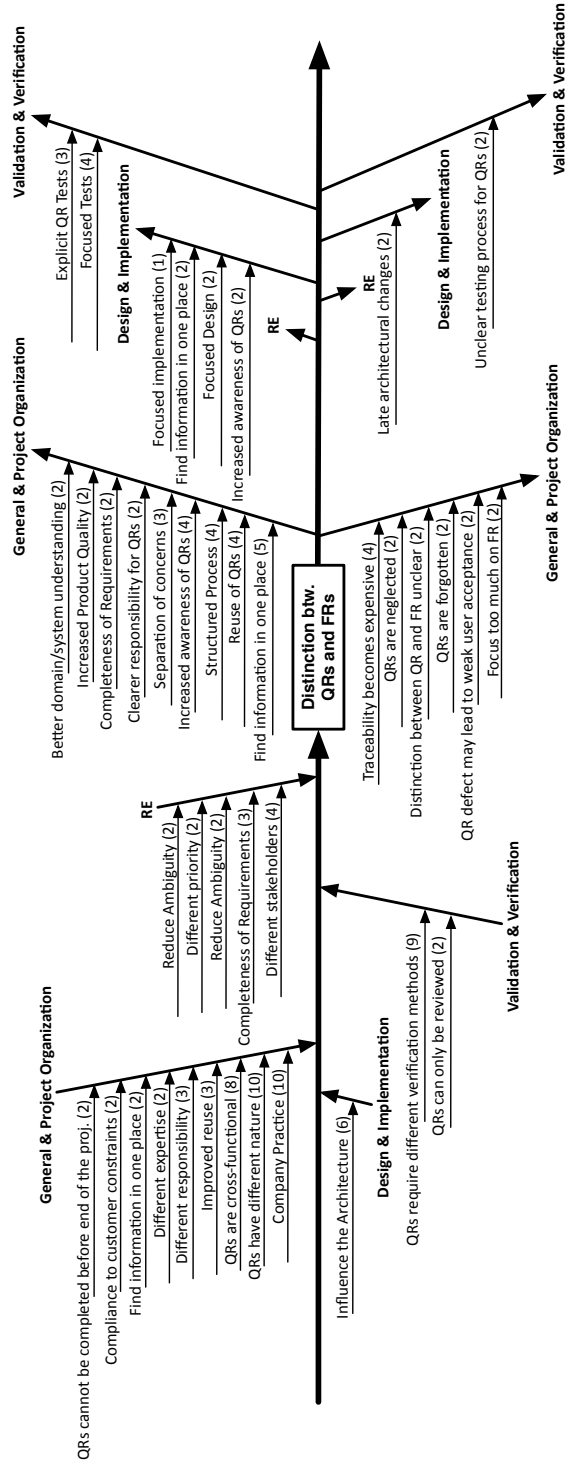 General & Project Organization
QRs cannot be completed before end of the proj. (2)
Compliance to customer constraints (2)
Find information in one place (2)
Different expertise (2)
Different responsibility (3)
Improved reuse (3)
QRs are cross-functional (8)
QRs have different nature (10)
Company Practice (10)
RE
Reduce Ambiguity (2)
Different priority (2)
Reduce Ambiguity (2)
Completeness of Requirements (3)
Different stakeholders (4)
Influence the Architecture (6)
Design & Implementation
QRs require different verification methods (9)
QRs can only be reviewed (2)
Validation & Verification
Distinction btw.
QRs and FRs
General & Project Organization
Better domain/system understanding (2)
Increased Product Quality (2)
Completeness of Requirements (2)
Clearer responsibility for QRs (2)
Separation of concerns (3)
Increased awareness of QRs (4)
Structured Process (4)
Reuse of QRs (4)
Find information in one place (5)
RE
Design & Implementation
Focused implementation (1)
Find information in one place (2)
Focused Design (2)
Increased awareness of QRs (2)
Validation & Verification
Explicit QR Tests (3)
Focused Tests (4)
Traceability becomes expensive (4)
QRs are neglected (2)
Distinction between QR and FR unclear (2)
QRs are forgotten (2)
QR defect may lead to weak user acceptance (2)
Focus too much on FR (2)
General & Project Organization
RE
Late architectural changes (2)
Design & Implementation
Unclear testing process for QRs (2)
Validation & Verification